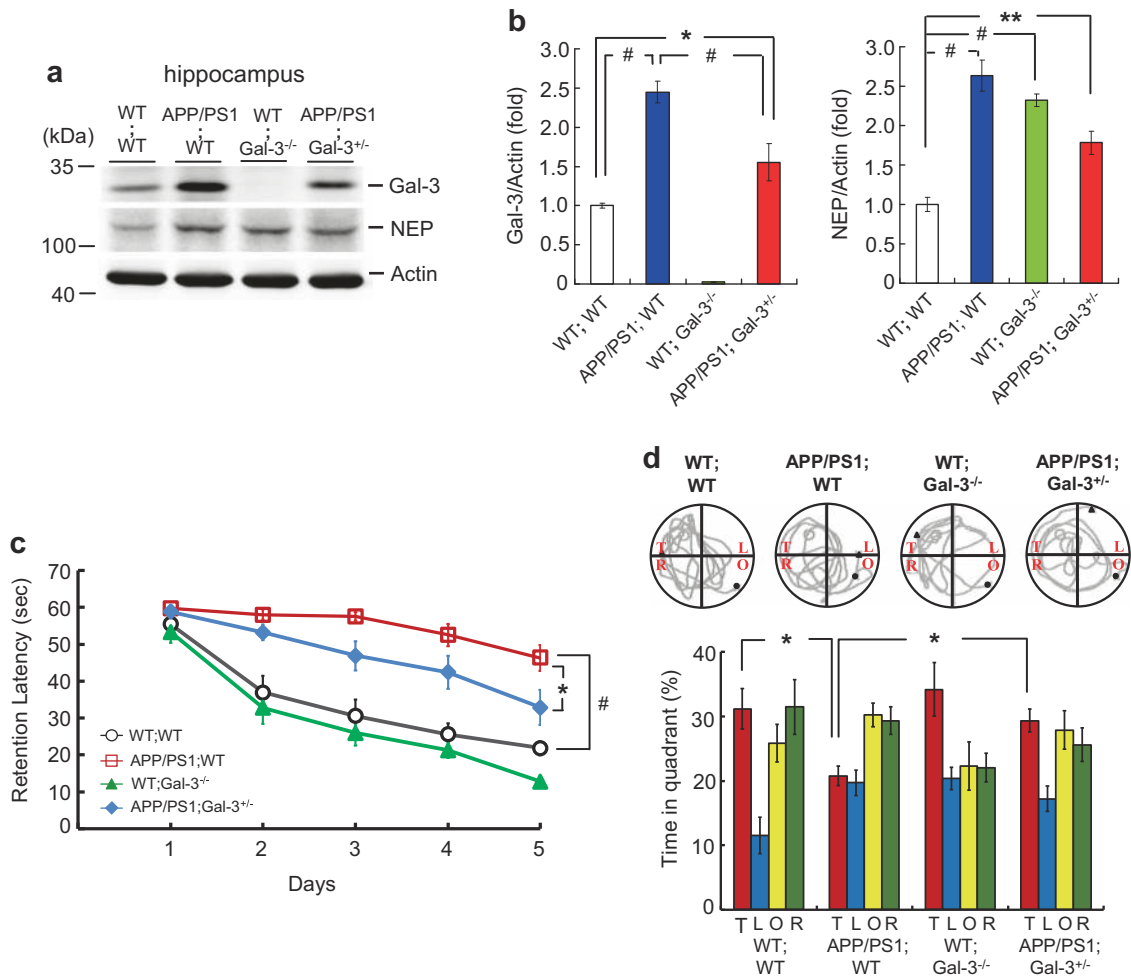 a
hippocampus
WT ; WT
APP/PS1 ; WT
WT ; Gal-3-/-
APP/PS1 ; Gal-3+/-
(kDa)
35
100
40
Gal-3
NEP
Actin
b
Gal-3/Actin (fold)
3.0
2.5
2.0
1.5
1.0
0.5
0
* 
# #
WT; WT
APP/PS1; WT
WT; Gal-3-/-
APP/PS1; Gal-3+/-
NEP/Actin (fold)
3.0
2.5
2.0
1.5
1.0
0.5
0
**
#
#
WT; WT
APP/PS1; WT
WT; Gal-3-/-
APP/PS1; Gal-3+/-
c
Retention Latency (sec)
70
60
50
40
30
20
10
0
* #
WT;WT
APP/PS1;WT
WT;Gal-3-/-
APP/PS1;Gal-3+/-
1 2 3 4 5
Days
d
WT; WT
APP/PS1; WT
WT; Gal-3-/-
APP/PS1; Gal-3+/-
T L T L T L T L
R O R O R O R O
Time in quadrant (%)
40
30
20
10
0
* *
T L O R T L O R T L O R T L O R
WT; WT
APP/PS1; WT
WT; Gal-3-/-
APP/PS1; Gal-3+/-